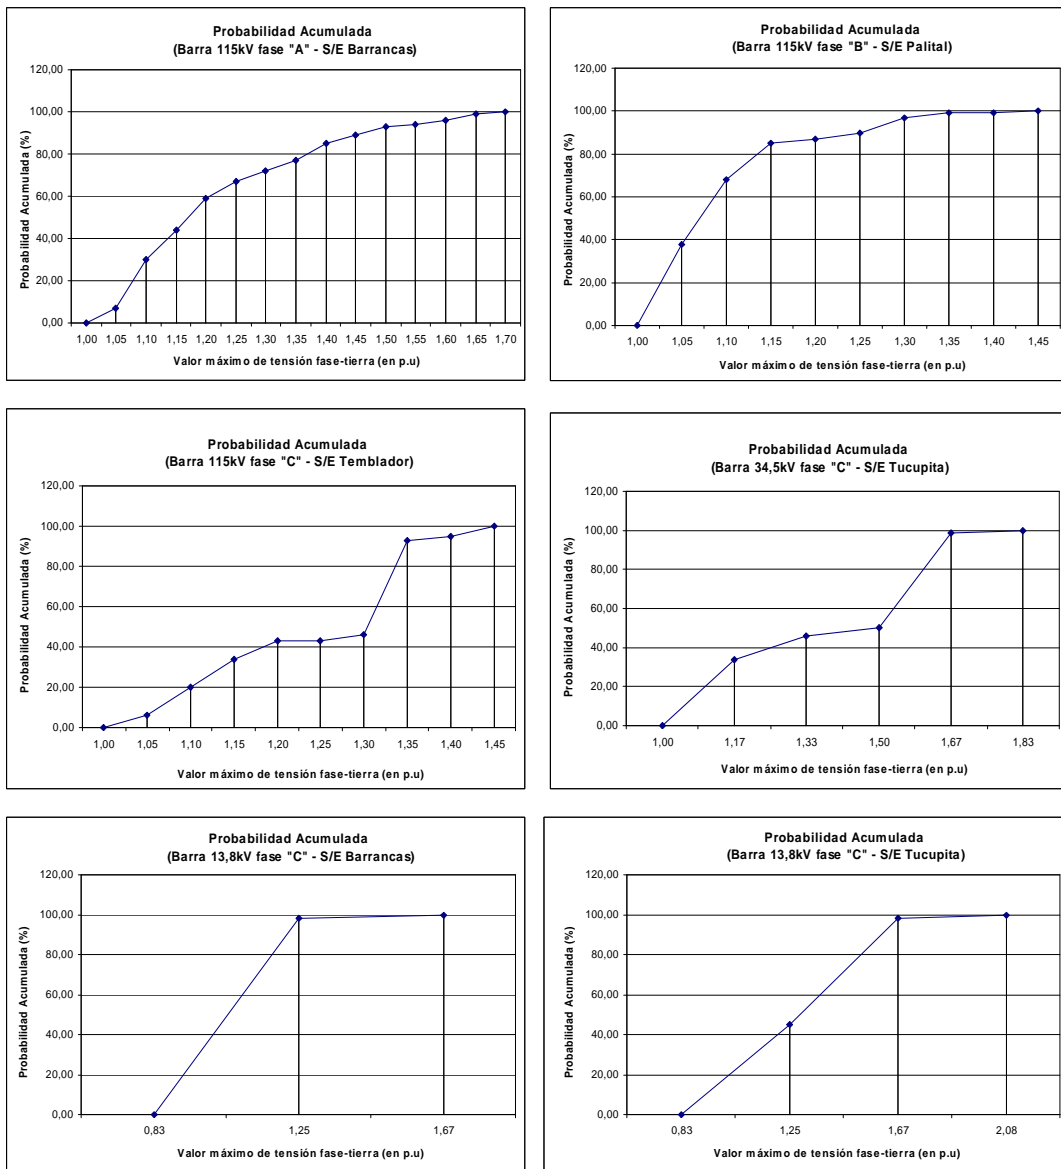 Probabilidad Acumulada
(Barra 115kV fase "A" - S/E Barrancas)
120,00
100,00
80,00
60,00
40,00
20,00
0,00
Probabilidad Acumulada (%)
1,00 1,05 1,10 1,15 1,20 1,25 1,30 1,35 1,40 1,45 1,50 1,55 1,60 1,65 1,70
Valor máximo de tensión fase-tierra (en p.u)
Probabilidad Acumulada
(Barra 115kV fase "B" - S/E Palital)
120,00
100,00
80,00
60,00
40,00
20,00
0,00
Probabilidad Acumulada (%)
1,00 1,05 1,10 1,15 1,20 1,25 1,30 1,35 1,40 1,45
Valor máximo de tensión fase-tierra (en p.u)
Probabilidad Acumulada
(Barra 115kV fase "C" - S/E Temblador)
120,00
100,00
80,00
60,00
40,00
20,00
0,00
Probabilidad Acumulada (%)
1,00 1,05 1,10 1,15 1,20 1,25 1,30 1,35 1,40 1,45
Valor máximo de tensión fase-tierra (en p.u)
Probabilidad Acumulada
(Barra 34,5kV fase "C" - S/E Tucupita)
120,00
100,00
80,00
60,00
40,00
20,00
0,00
Probabilidad Acumulada (%)
1,00 1,17 1,33 1,50 1,67 1,83
Valor máximo de tensión fase-tierra (en p.u)
Probabilidad Acumulada
(Barra 13,8kV fase "C" - S/E Barrancas)
120,00
100,00
80,00
60,00
40,00
20,00
0,00
Probabilidad Acumulada (%)
0,83 1,25 1,67
Valor máximo de tensión fase-tierra (en p.u)
Probabilidad Acumulada
(Barra 13,8kV fase "C" - S/E Tucupita)
120,00
100,00
80,00
60,00
40,00
20,00
0,00
Probabilidad Acumulada (%)
0,83 1,25 1,67 2,08
Valor máximo de tensión fase-tierra (en p.u)